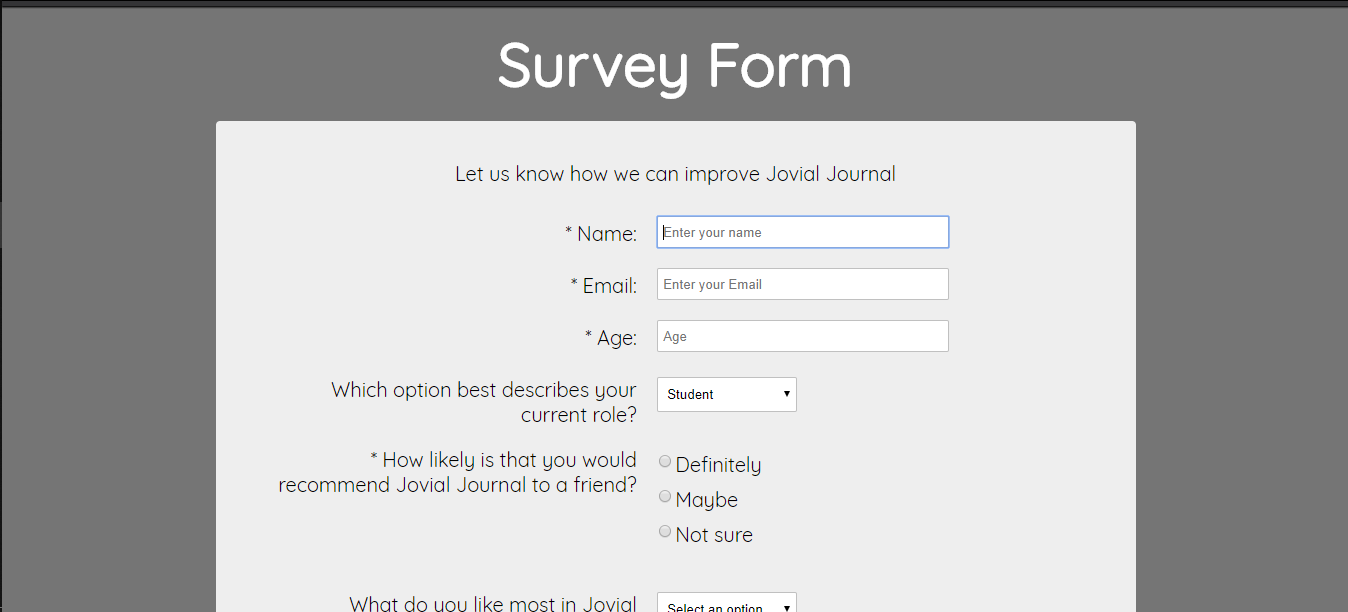 Survey Form
Let us know how we can improve Jovial Journal
* Name:
Enter your name
* Email:
Enter your Email
* Age:
Age
Which option best describes your
current role?
Student
* How likely is that you would
recommend Jovial Journal to a friend?
Definitely
Maybe
Not sure
What do you like most in Jovial
Select an option